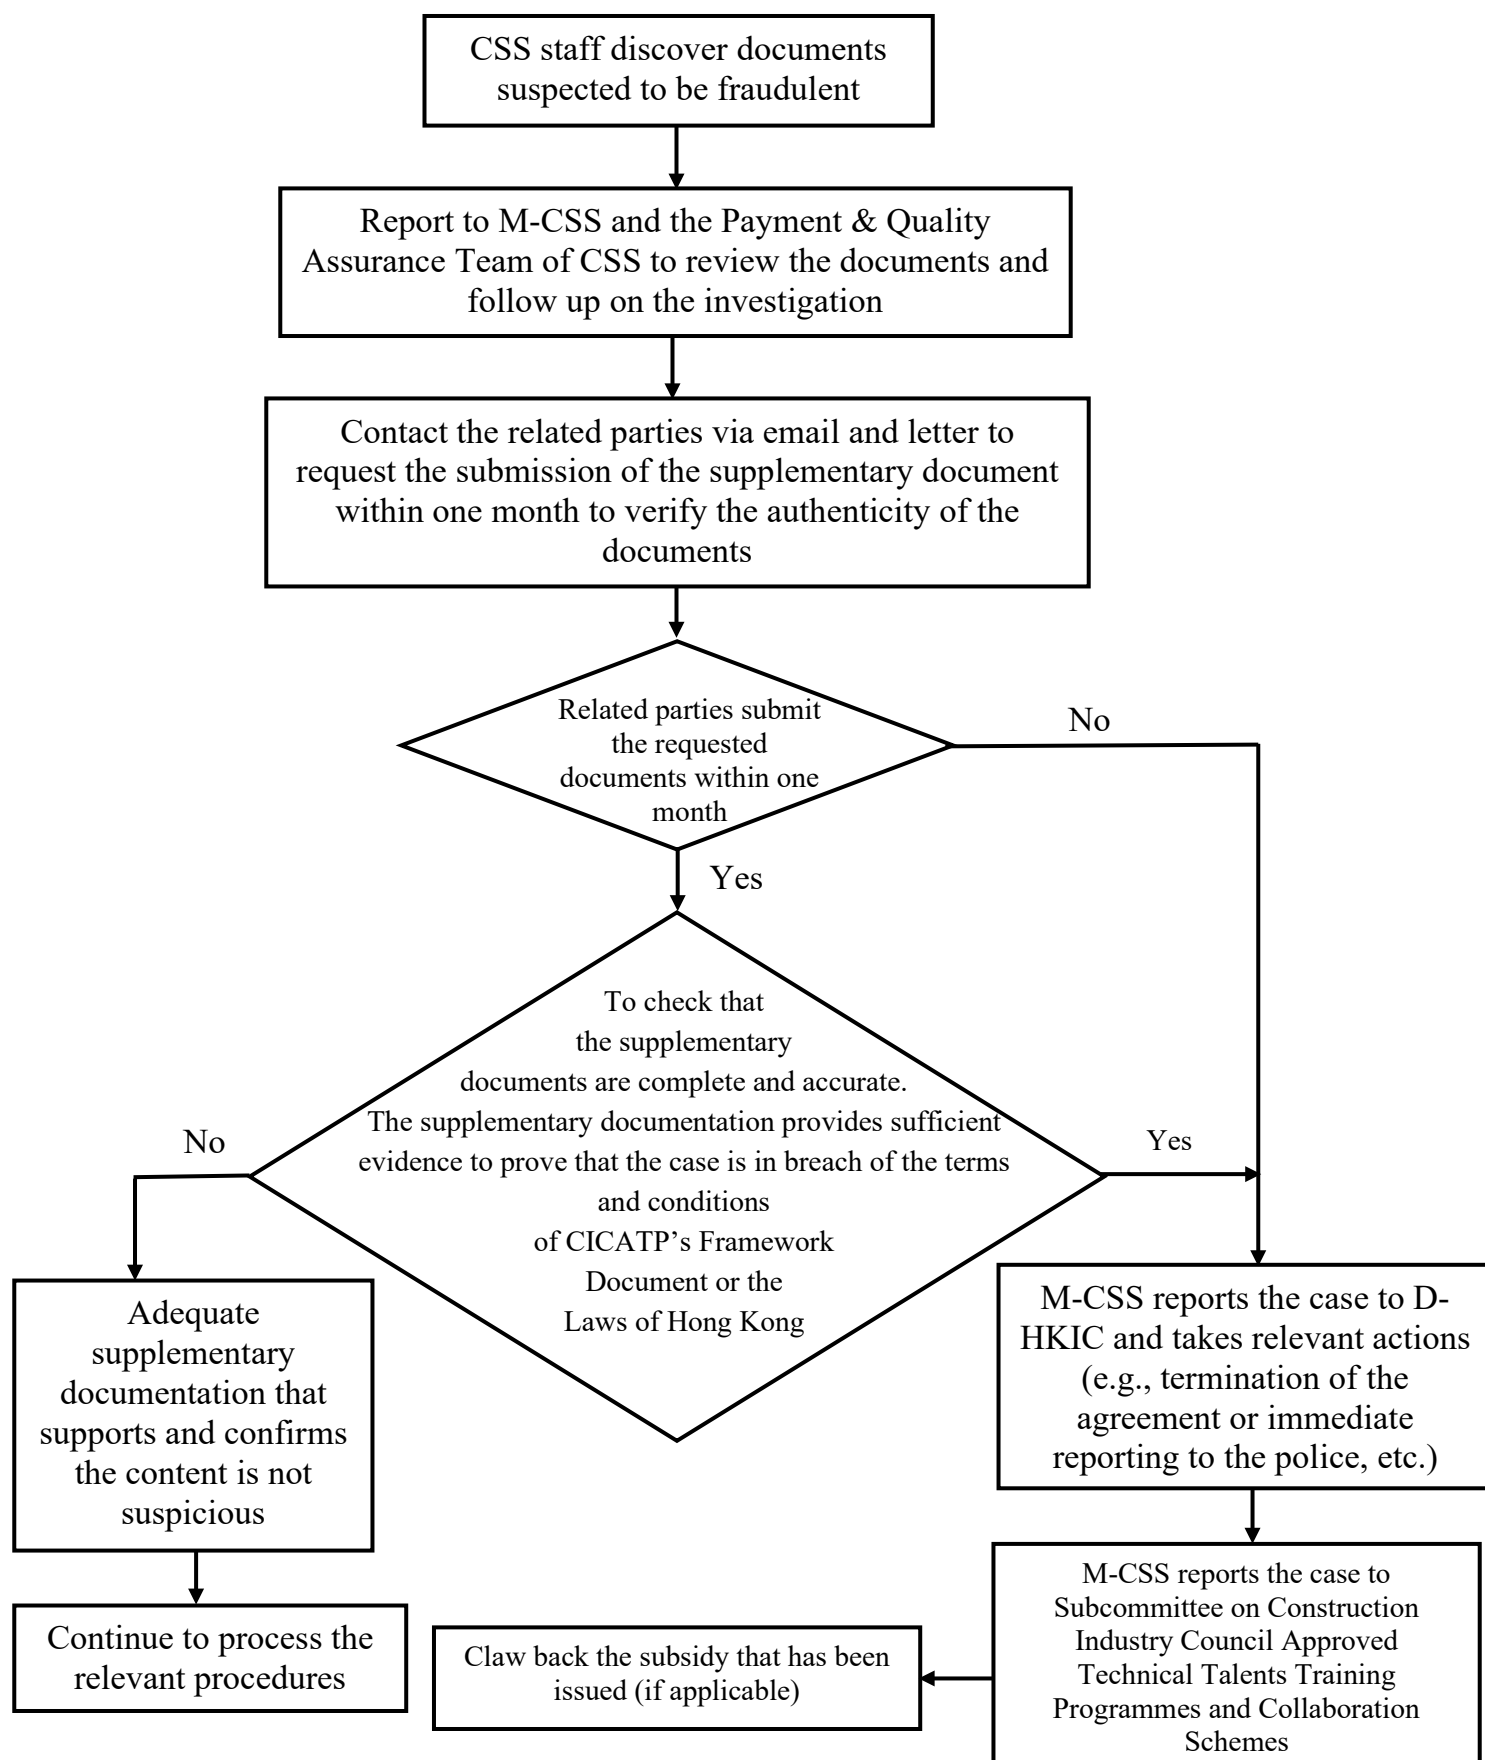 CSS staff discover documents
suspected to be fraudulent
Report to M-CSS and the Payment & Quality
Assurance Team of CSS to review the documents and
follow up on the investigation
Contact the related parties via email and letter to
request the submission of the supplementary document
within one month to verify the authenticity of the
documents
Related parties submit
the requested
documents within one
month
No
Yes
To check that
the supplementary
documents are complete and accurate.
The supplementary documentation provides sufficient
evidence to prove that the case is in breach of the terms
and conditions
of CICATP’s Framework
Document or the
Laws of Hong Kong
No
Yes
Adequate
supplementary
documentation that
supports and confirms
the content is not
suspicious
Continue to process the
relevant procedures
M-CSS reports the case to D-
HKIC and takes relevant actions
(e.g., termination of the
agreement or immediate
reporting to the police, etc.)
M-CSS reports the case to
Subcommittee on Construction
Industry Council Approved
Technical Talents Training
Programmes and Collaboration
Schemes
Claw back the subsidy that has been
issued (if applicable)